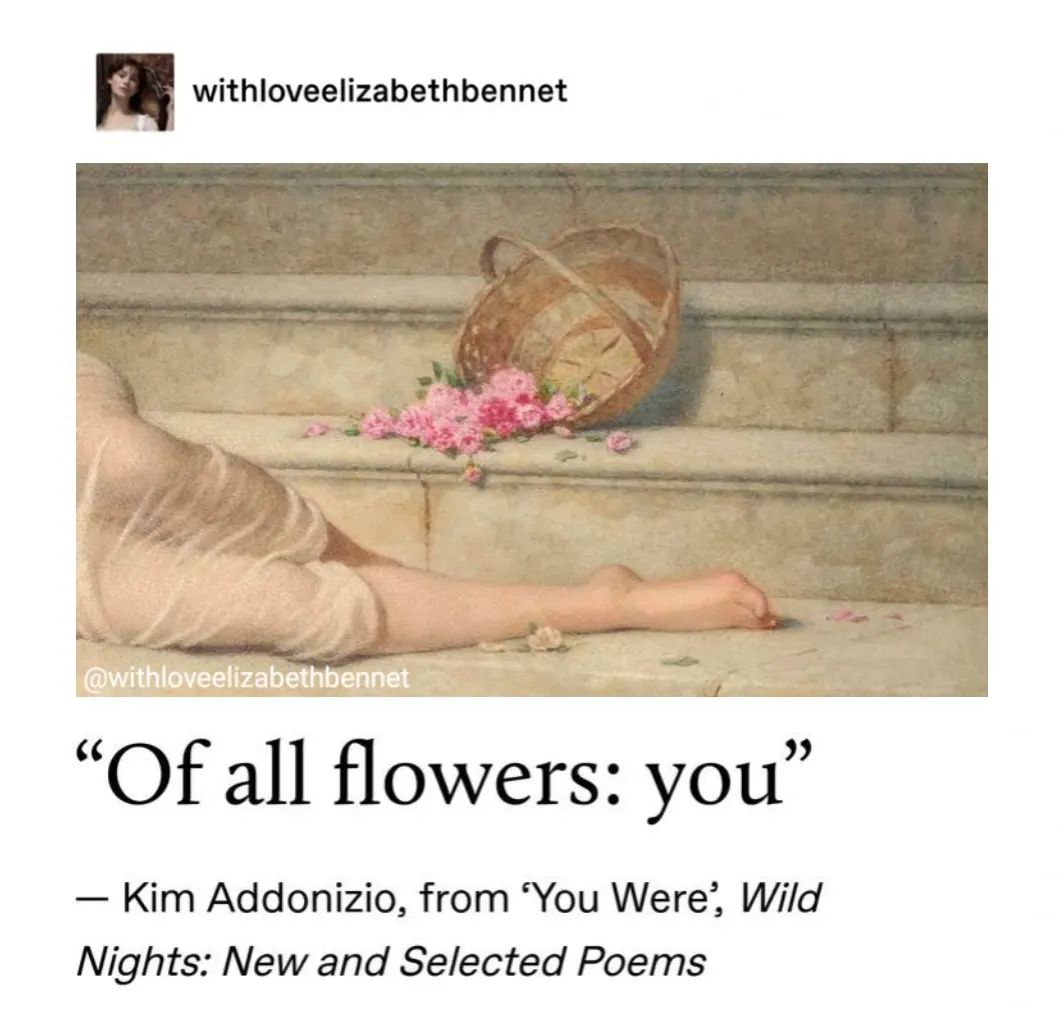 withloveelizabethbennet
@withloveelizabethbennet
“Of all flowers: you”
— Kim Addonizio, from ‘You Were’, Wild
Nights: New and Selected Poems